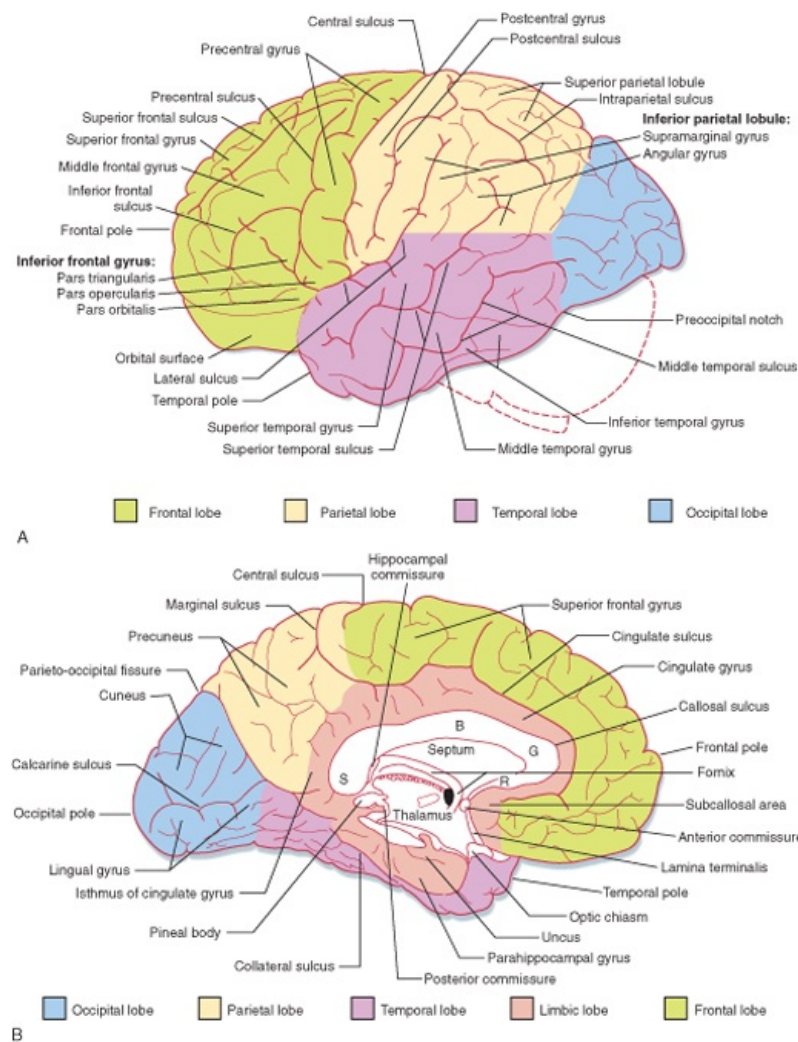 Central sulcus
Precentral gyrus
Precentral sulcus
Superior frontal sulcus
Superior frontal gyrus
Middle frontal gyrus
Inferior frontal
sulcus
Frontal pole
Inferior frontal gyrus:
Pars triangularis
Pars opercularis
Pars orbitalis
Orbital surface
Lateral sulcus
Temporal pole
Superior temporal gyrus
Superior temporal sulcus
Postcentral gyrus
Postcentral sulcus
Superior parietal lobule
Intraparietal sulcus
Inferior parietal lobule:
Supramarginal gyrus
Angular gyrus
Preoccipital notch
Middle temporal sulcus
Inferior temporal gyrus
Middle temporal gyrus
Frontal lobe
Parietal lobe
Temporal lobe
Occipital lobe
A
Hippocampal
commissure
Central sulcus
Marginal sulcus
Precuneus
Parieto-occipital fissure
Cuneus
Calcarine sulcus
Occipital pole
Lingual gyrus
Isthmus of cingulate gyrus
Pineal body
Collateral sulcus
Superior frontal gyrus
Cingulate sulcus
Cingulate gyrus
Callosal sulcus
Frontal pole
Fornix
Subcallosal area
Anterior commissure
Lamina terminalis
Temporal pole
Optic chiasm
Uncus
Parahippocampal gyrus
Posterior commissure
B
Septum
G
S
R
Thalamus
Occipital lobe
Parietal lobe
Temporal lobe
Limbic lobe
Frontal lobe
B